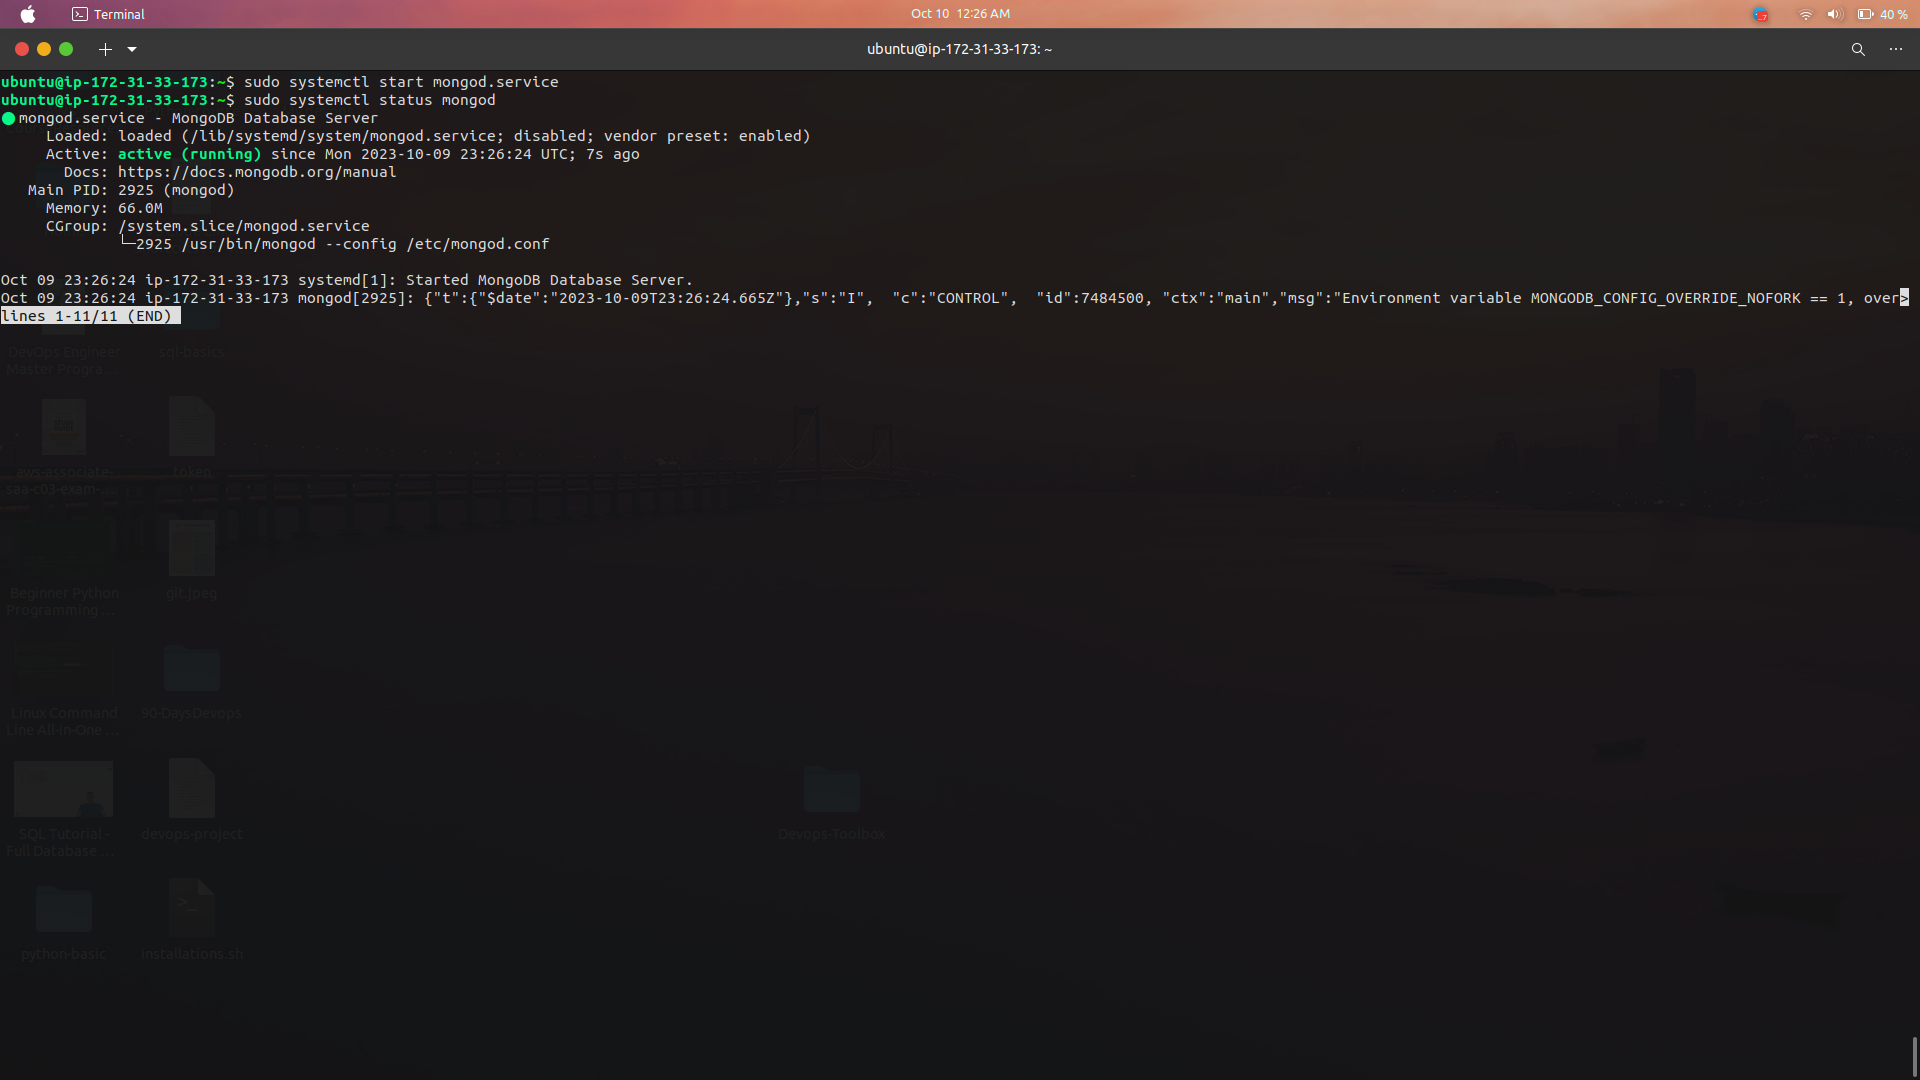 Terminal
Oct 10 12:26 AM
40 %
ubuntu@ip-172-31-33-173: ~
ubuntu@ip-172-31-33-173:~$ sudo systemctl start mongod.service
ubuntu@ip-172-31-33-173:~$ sudo systemctl status mongod
● mongod.service - MongoDB Database Server
Loaded: loaded (/lib/systemd/system/mongod.service; disabled; vendor preset: enabled)
Active: active (running) since Mon 2023-10-09 23:26:24 UTC; 7s ago
Docs: https://docs.mongodb.org/manual
Main PID: 2925 (mongod)
Memory: 66.0M
CGroup: /system.slice/mongod.service
└─2925 /usr/bin/mongod --config /etc/mongod.conf
Oct 09 23:26:24 ip-172-31-33-173 systemd[1]: Started MongoDB Database Server.
Oct 09 23:26:24 ip-172-31-33-173 mongod[2925]: {"t":{"$date":"2023-10-09T23:26:24.665Z"},"s":"I",  "c":"CONTROL",  "id":7484500, "ctx":"main","msg":"Environment variable MONGODB_CONFIG_OVERRIDE_NOFORK == 1, over>
lines 1-11/11 (END)
DevOps Engineer
Master Progra...
sql-basics
aws-associate-
saa-c03-exam-...
token
Beginner Python
Programming ...
git.jpeg
Linux Command
Line All-in-One ...
90-DaysDevops
SQL Tutorial -
Full Database ...
devops-project
Devops-Toolbox
python-basic
installations.sh